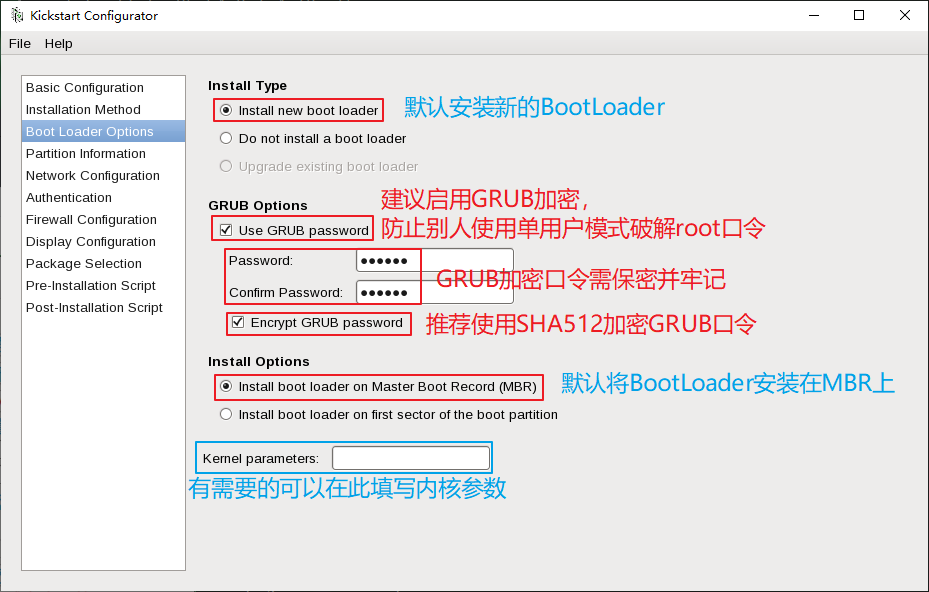 Kickstart Configurator
File Help
Basic Configuration
Installation Method
Boot Loader Options
Partition Information
Network Configuration
Authentication
Firewall Configuration
Display Configuration
Package Selection
Pre-Installation Script
Post-Installation Script
Install Type
Install new boot loader 默认安装新的BootLoader
Do not install a boot loader
Upgrade existing boot loader
建议启用GRUB加密,
GRUB Options
Use GRUB password 防止别人使用单用户模式破解root口令
Password: ●●●●●●
GRUB加密口令需保密并牢记
Confirm Password: ●●●●●●
Encrypt GRUB password 推荐使用SHA512加密GRUB口令
Install Options
Install boot loader on Master Boot Record (MBR) 默认将BootLoader安装在MBR上
Install boot loader on first sector of the boot partition
Kernel parameters:
有需要的可以在此填写内核参数